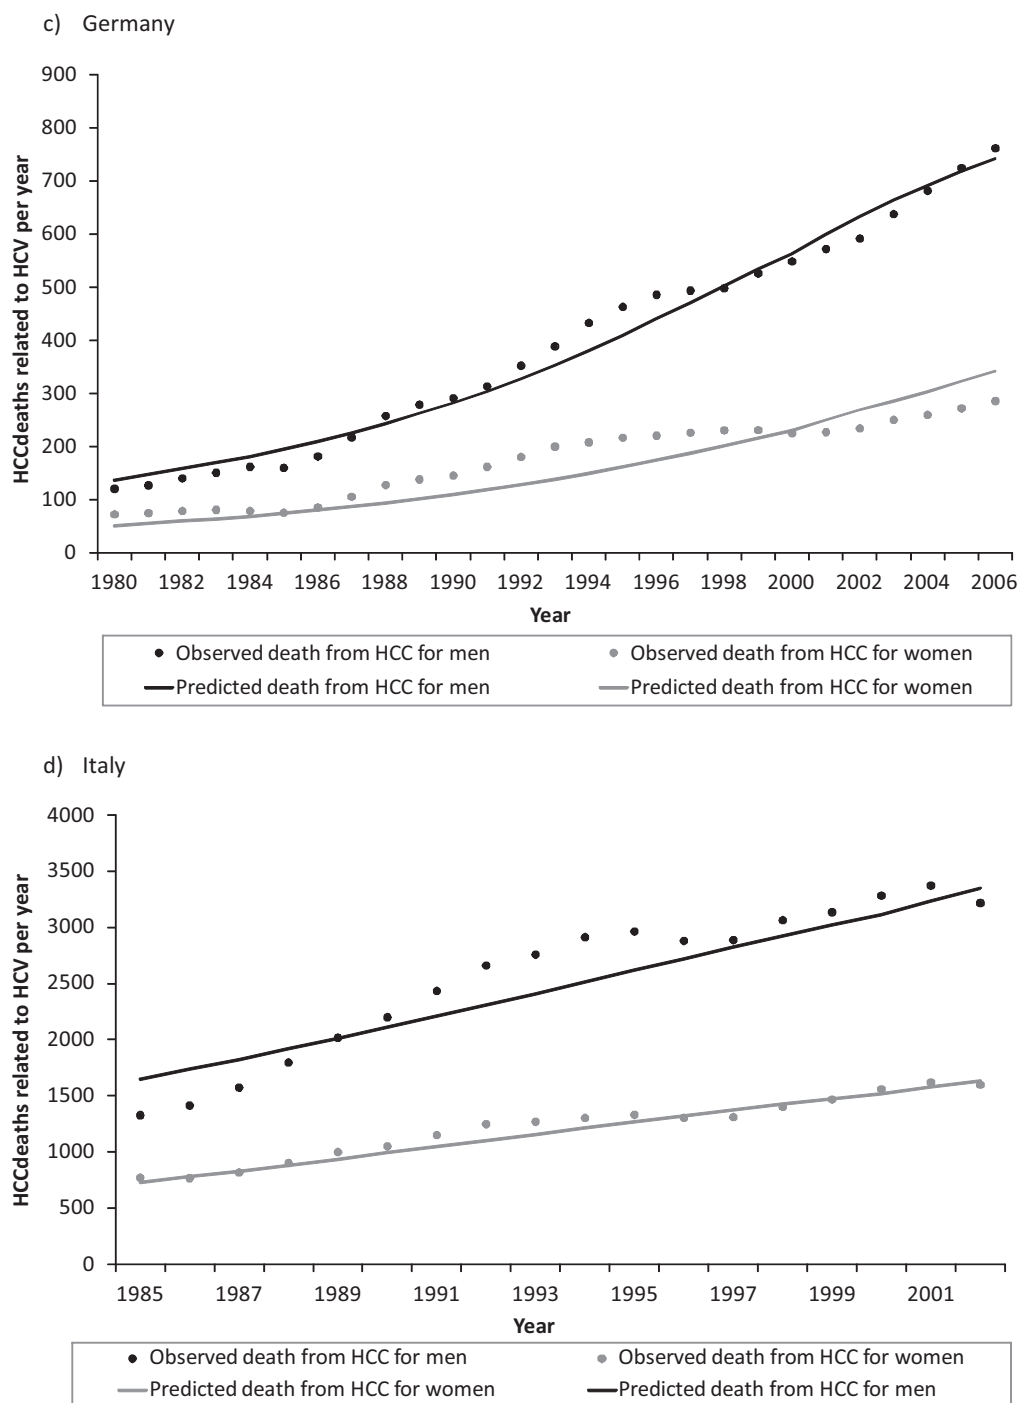 c) Germany
900
800
700
600
500
400
300
200
100
0
HCCdeaths related to HCV per year
1980 1982 1984 1986 1988 1990 1992 1994 1996 1998 2000 2002 2004 2006
Year
Observed death from HCC for men Observed death from HCC for women
Predicted death from HCC for men Predicted death from HCC for women
d) Italy
4000
3500
3000
2500
2000
1500
1000
500
0
HCCdeaths related to HCV per year
1985 1987 1989 1991 1993 1995 1997 1999 2001
Year
Observed death from HCC for men Observed death from HCC for women
Predicted death from HCC for women Predicted death from HCC for men